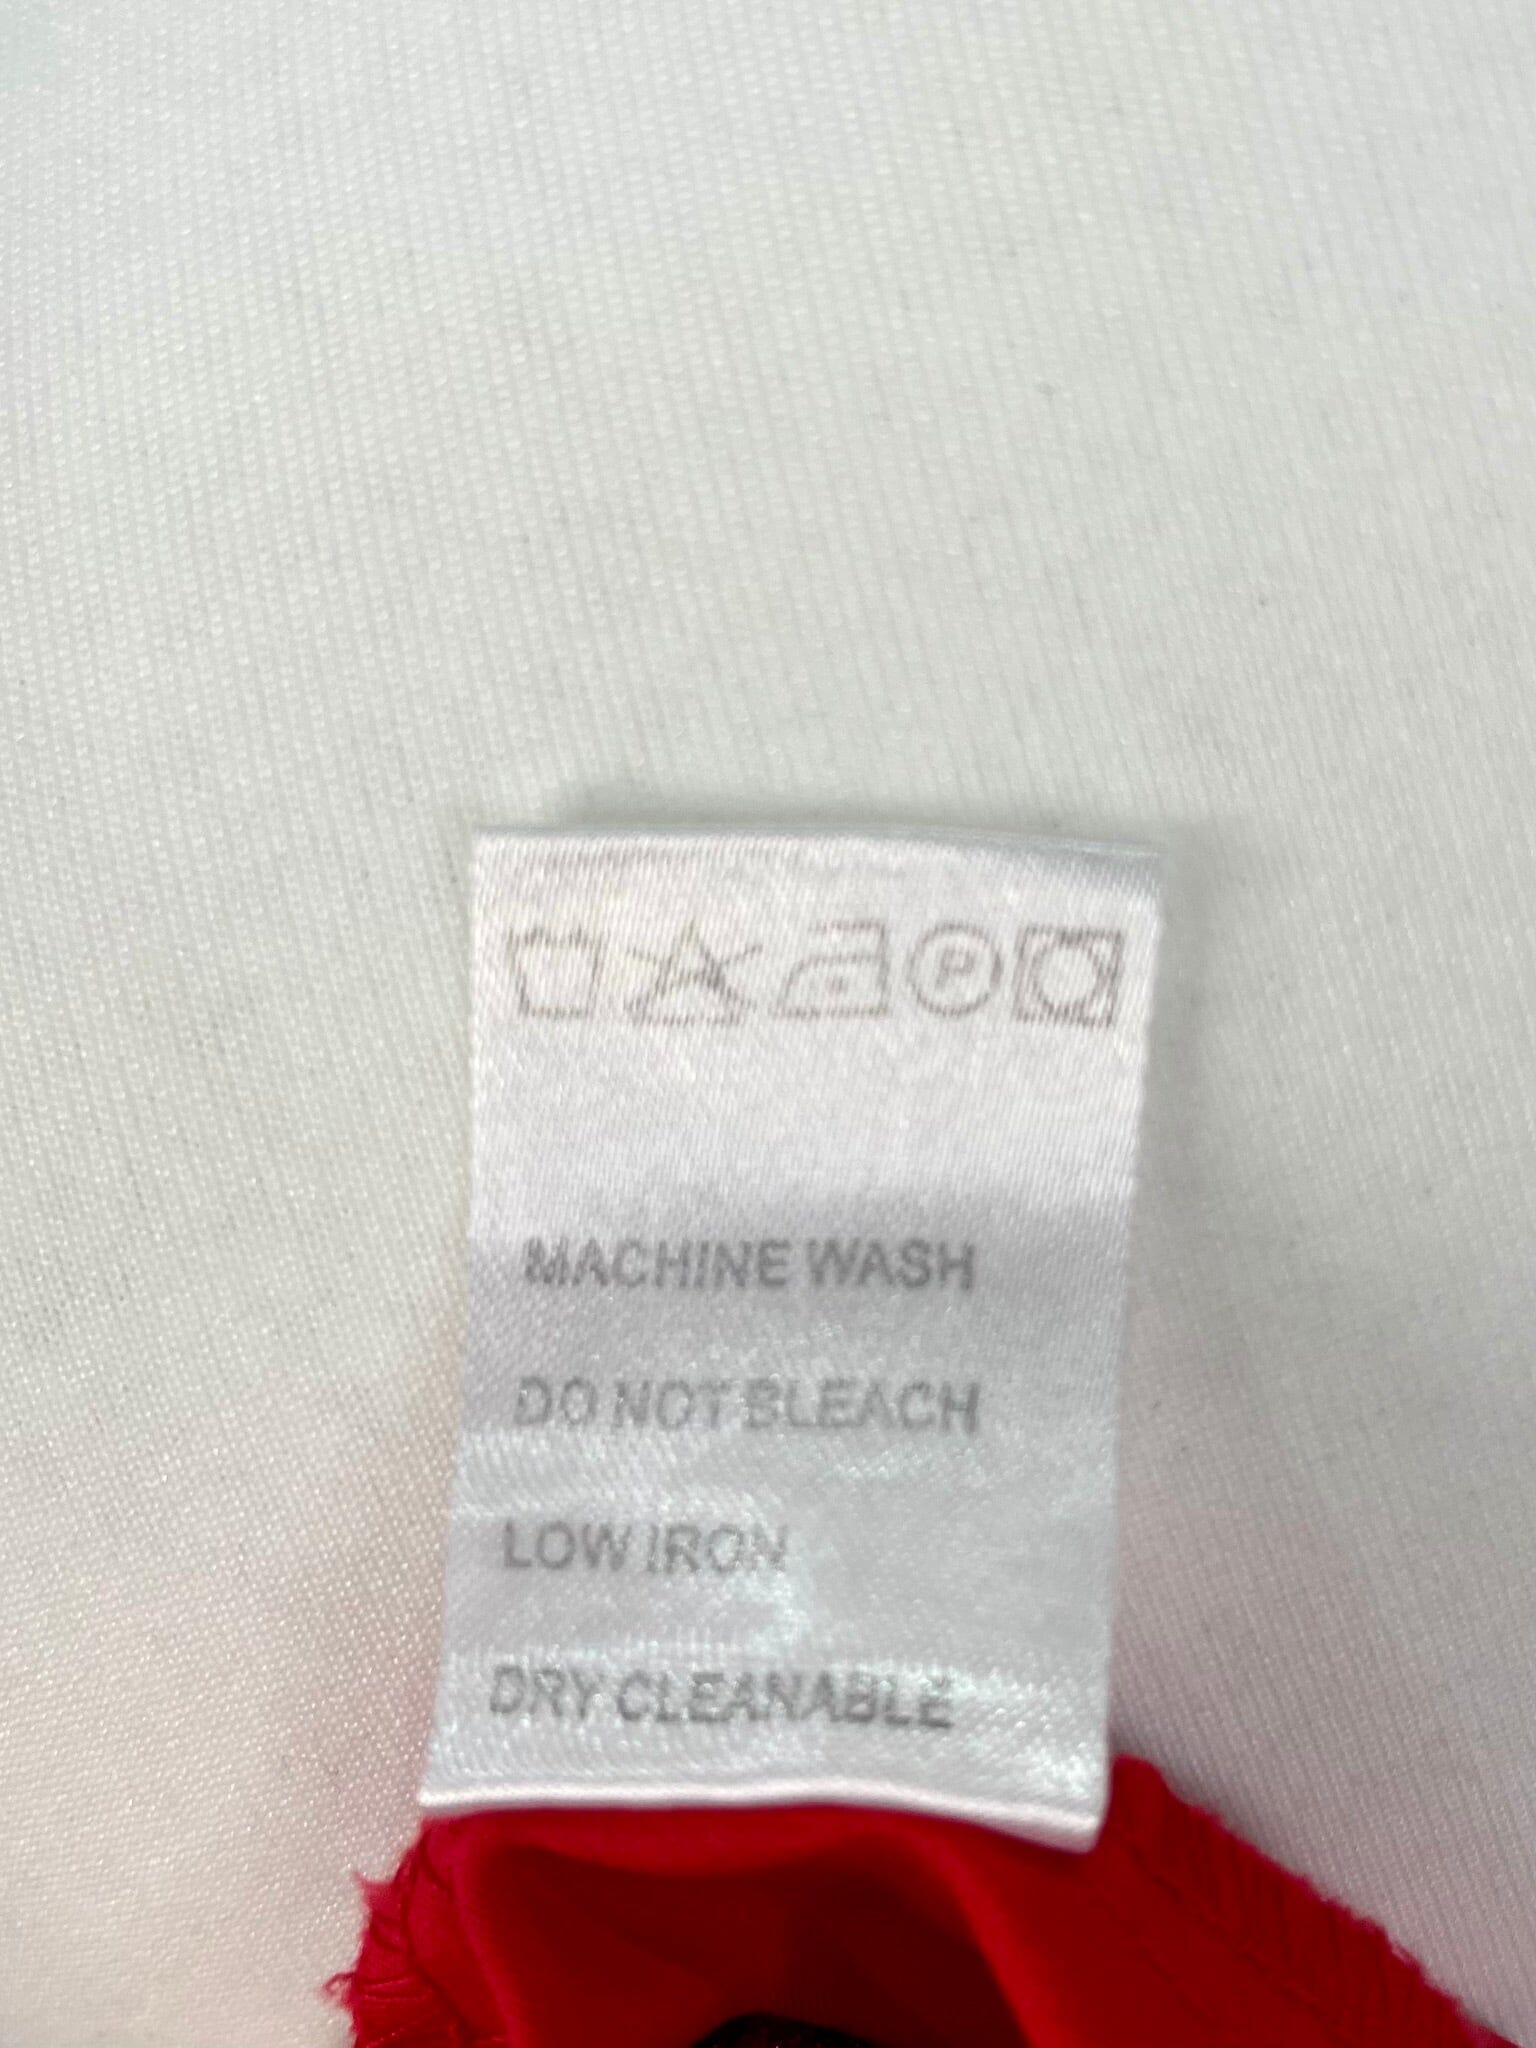 P
MACHINE WASH
DO NOT BLEACH
LOW IRON
DRY CLEANABLE